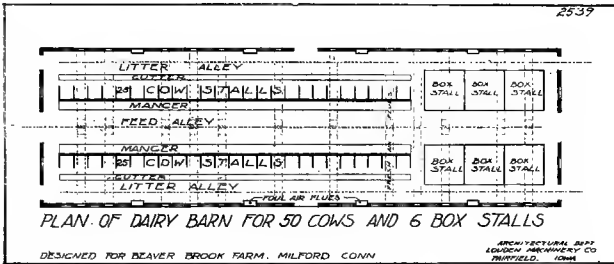 2539
LITTER ALLEY
GUTTER
25 COW STALLS
MANGER
BOX STALL
BOX STALL
BOX STALL
FEED ALLEY
FRESH AIR FLUES
MANGER
25 COW STALLS
GUTTER
LITTER ALLEY
BOX STALL
BOX STALL
BOX STALL
FOUL AIR FLUES
PLAN OF DAIRY BARN FOR 50 COWS AND 6 BOX STALLS
DESIGNED FOR BEAVER BROOK FARM. MILFORD CONN
ARCHITECTURAL DEPT
LOUDEN MACHINERY CO
FAIRFIELD. IOWA